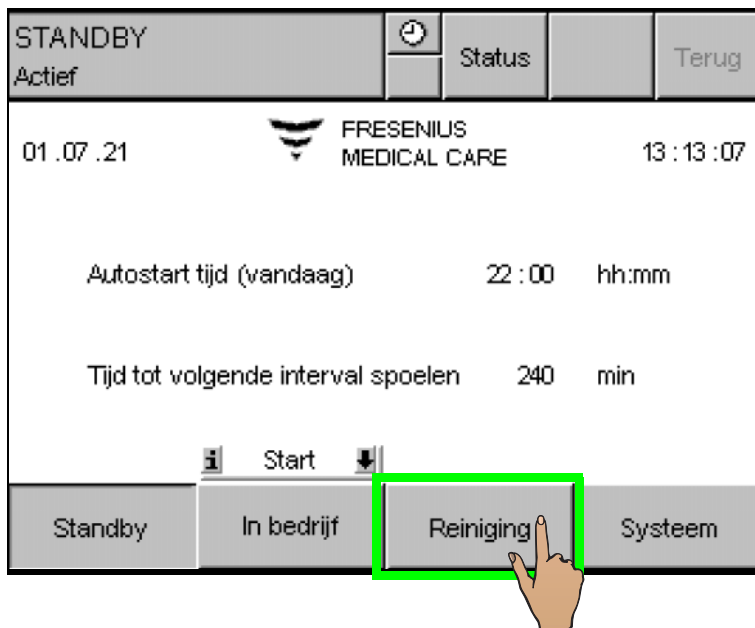 STANDBY
Actief
Status
Terug
01 .07 .21
FRESENIUS
MEDICAL CARE
13 : 13 : 07
Autostart tijd (vandaag) 22 : 00 hh:mm
Tijd tot volgende interval spoelen 240 min
i Start
Standby
In bedrijf
Reiniging
Systeem